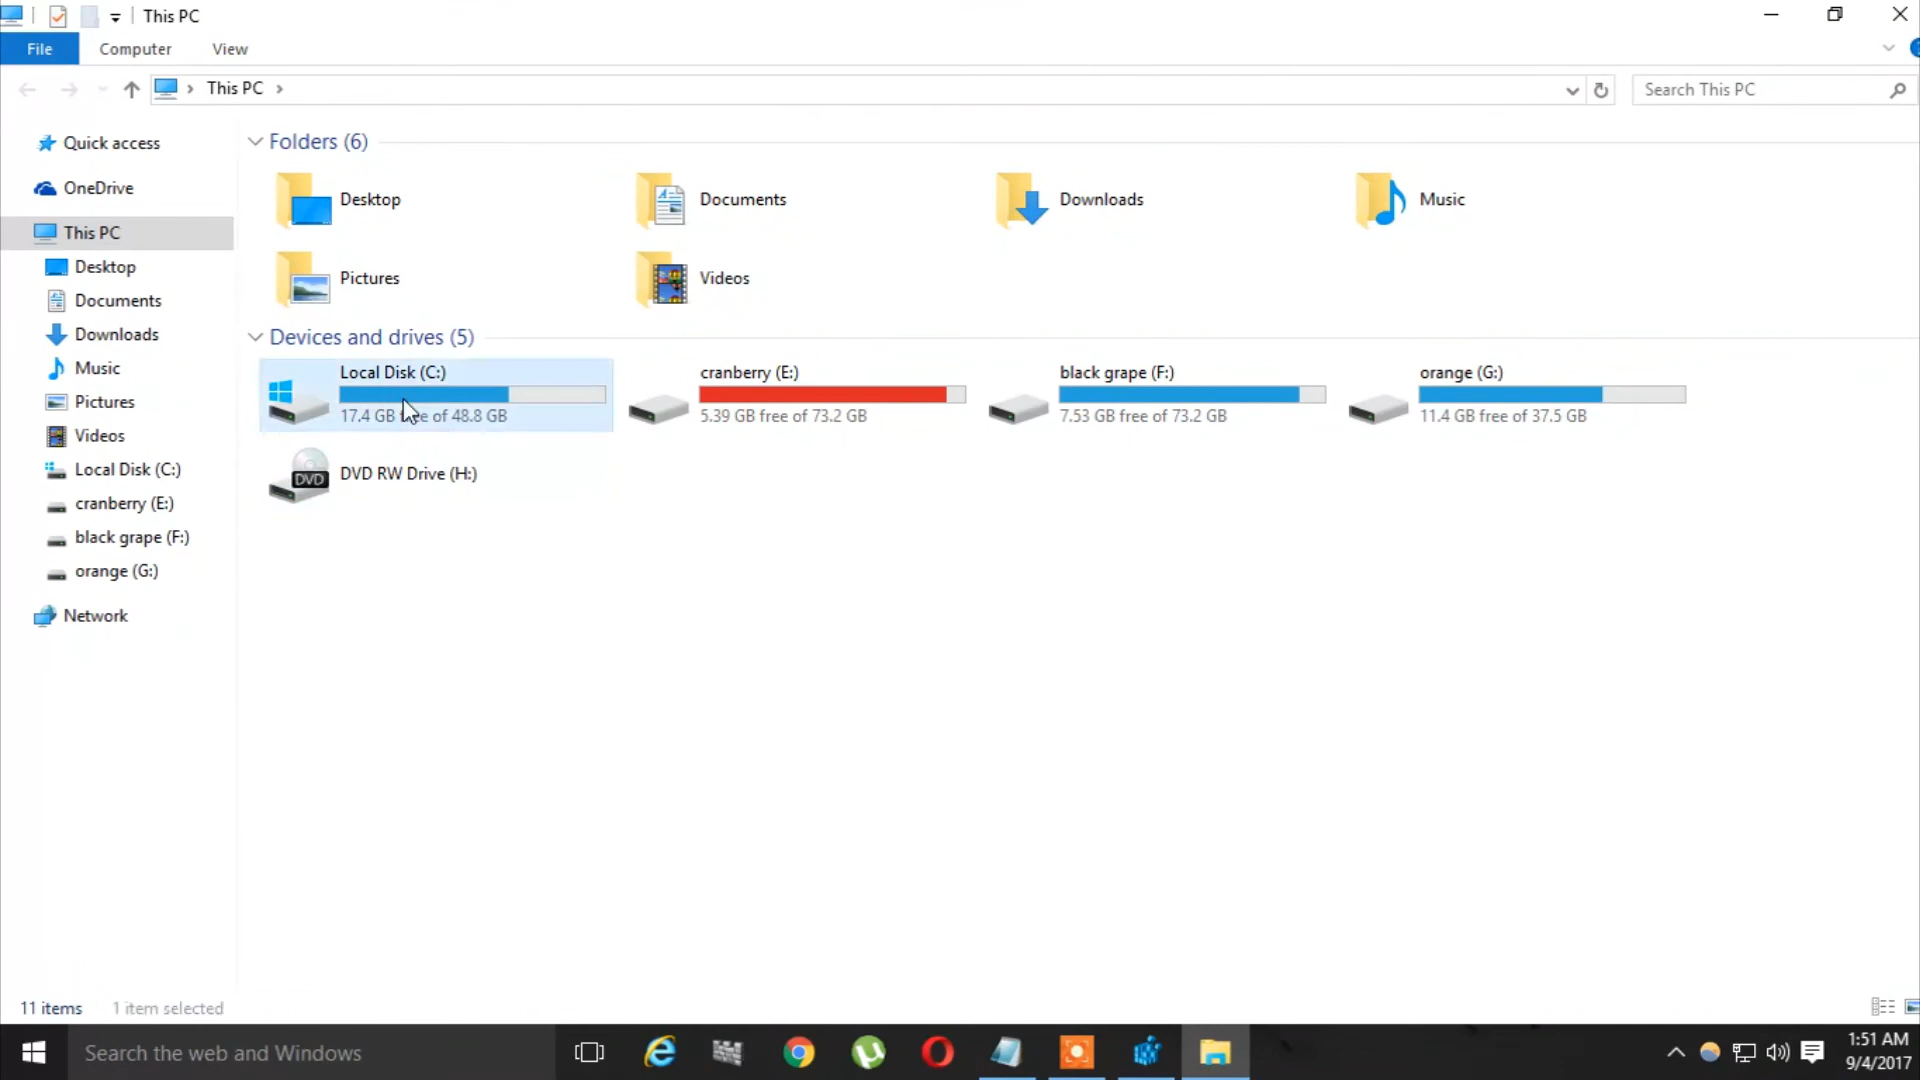 This PC
File
Computer
View
This PC
Search This PC
Quick access
OneDrive
This PC
Desktop
Documents
Downloads
Music
Pictures
Videos
Local Disk (C:)
cranberry (E:)
black grape (F:)
orange (G:)
Network
Folders (6)
Desktop
Documents
Downloads
Music
Pictures
Videos
Devices and drives (5)
Local Disk (C:)
17.4 GB free of 48.8 GB
cranberry (E:)
5.39 GB free of 73.2 GB
black grape (F:)
7.53 GB free of 73.2 GB
orange (G:)
11.4 GB free of 37.5 GB
DVD
DVD RW Drive (H:)
11 items
1 item selected
Search the web and Windows
1:51 AM
9/4/2017